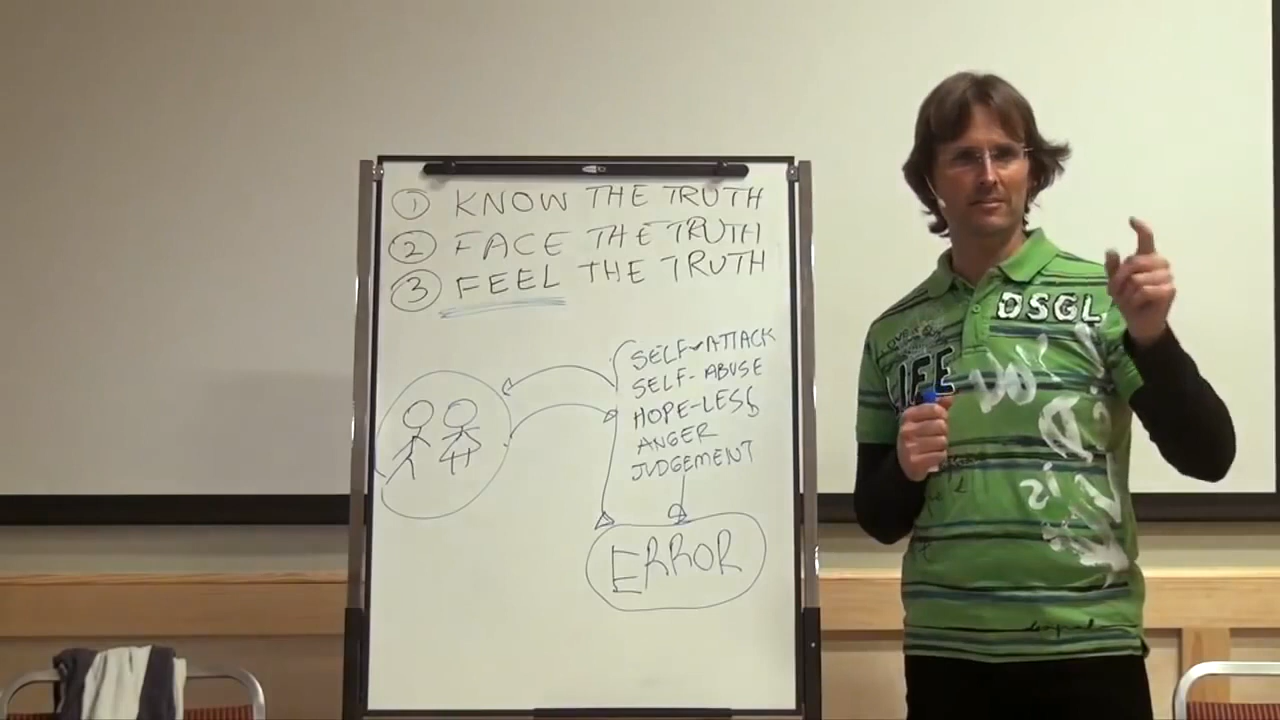 ① KNOW THE TRUTH
② FACE THE TRUTH
③ FEEL THE TRUTH
SELF-ATTACK
SELF-ABUSE
HOPE-LESS
ANGER
JUDGEMENT
ERROR
DSGL
LIFE